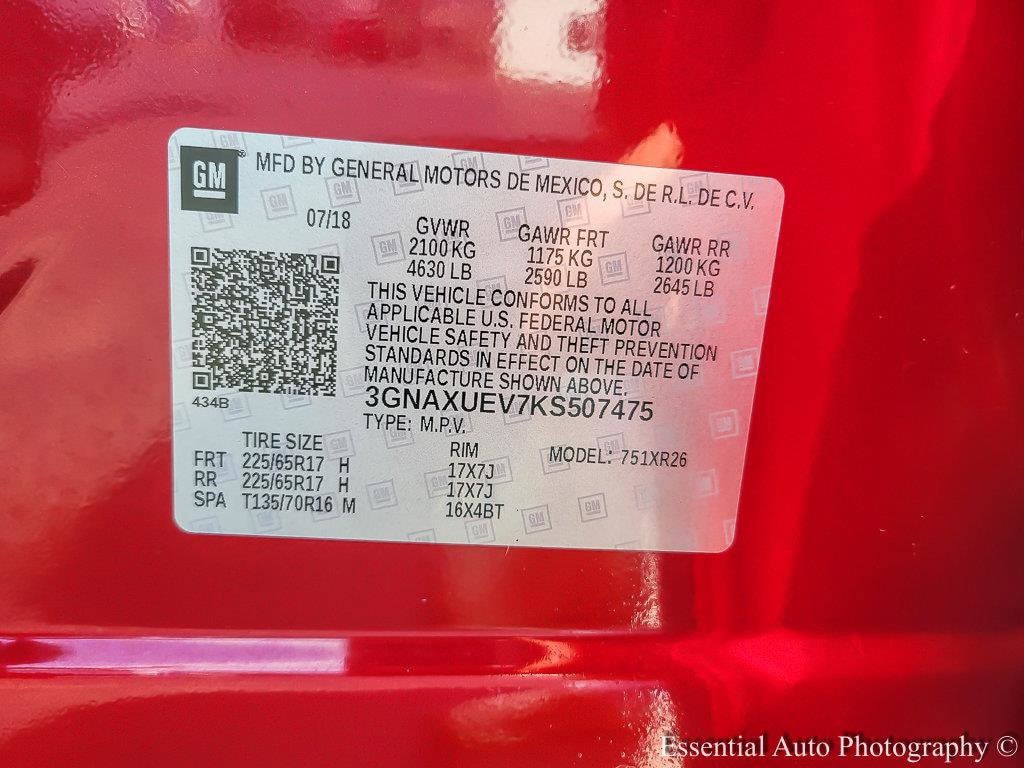 GM® MFD BY GENERAL MOTORS DE MEXICO, S. DE R.L. DE C.V.
07/18 GVWR GAWR FRT GAWR RR
2100 KG 1175 KG 1200 KG
4630 LB 2590 LB 2645 LB
THIS VEHICLE CONFORMS TO ALL
APPLICABLE U.S. FEDERAL MOTOR
VEHICLE SAFETY AND THEFT PREVENTION
STANDARDS IN EFFECT ON THE DATE OF
MANUFACTURE SHOWN ABOVE.
434B 3GNAXUEV7KS507475
TYPE: M.P.V.
TIRE SIZE RIM MODEL: 751XR26
FRT 225/65R17 H 17X7J
RR 225/65R17 H 17X7J
SPA T135/70R16 M 16X4BT
Essential Auto Photography ©